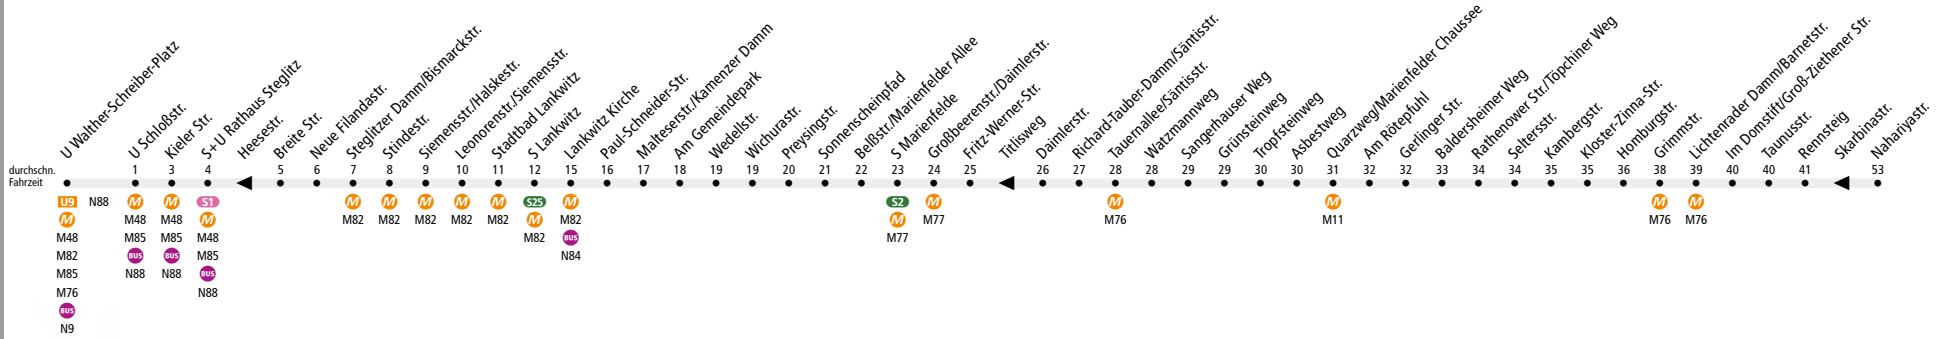 U Walther-Schreiber-Platz
U Schloßstr.
Kieler Str.
S+U Rathaus Steglitz
Heesestr.
Breite Str.
Neue Filandastr.
Steglitzer Damm/Bismarckstr.
Stindestr.
Siemensstr./Halskestr.
Leonorenstr./Siemensstr.
Stadtbad Lankwitz
S Lankwitz
Lankwitz Kirche
Paul-Schneider-Str.
Malteserstr./Kamenzer Damm
Am Gemeindepark
Wedellstr.
Wichurastr.
Preysingstr.
Sonnenscheinpfad
Belßstr./Marienfelder Allee
S Marienfelde
Großbeerenstr./Daimlerstr.
Fritz-Werner-Str.
Titlisweg
Daimlerstr.
Richard-Tauber-Damm/Säntisstr.
Tauernallee/Säntisstr.
Watzmannweg
Sangerhauser Weg
Grünsteinweg
Tropfsteinweg
Asbestweg
Quarzweg/Marienfelder Chaussee
Am Rötepfuhl
Gerlinger Str.
Baldersheimer Weg
Rathenower Str./Töpchiner Weg
Seltersstr.
Kambergstr.
Kloster-Zinna-Str.
Homburgstr.
Grimmstr.
Lichtenrader Damm/Barnetstr.
Im Domstift/Groß-Ziethener Str.
Taunusstr.
Rennsteig
Skarbinastr.
Nahariyastr.
durchschn. 1 3 4 5 6 7 8 9 10 11 12 15 16 17 18 19 19 20 21 22 23 24 25 26 27 28 28 29 29 30 30 31 32 32 33 34 34 35 35 36 38 39 40 40 41 53
Fahrzeit
U9 N88 M M S1 M M M M M S25 M S2 M M M M M
M M48 M48 M M82 M82 M82 M82 M82 M M82 M M77 M76 M11 M76 M76
M48 M85 M85 M48 M82 BUS M77
M82 BUS BUS M85 N84
M85 N88 N88 BUS
M76 N88
BUS
N9